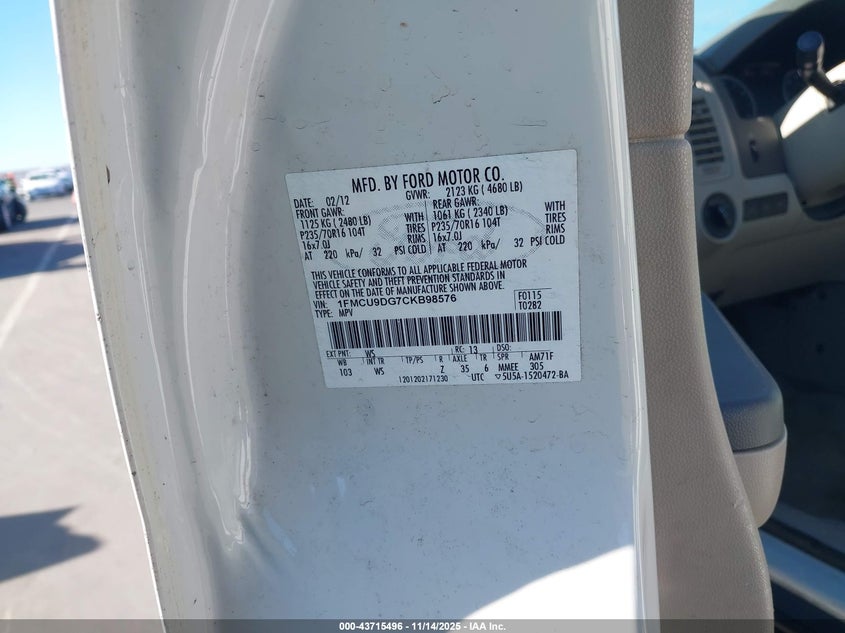 MFD. BY FORD MOTOR CO.
DATE: 02/12 GVWR: 2123 KG ( 4680 LB)
FRONT GAWR: REAR GAWR:
1125 KG ( 2480 LB) WITH 1061 KG ( 2340 LB) WITH
P235/70R16 104T TIRES P235/70R16 104T TIRES
16x7.0J RIMS 16x7.0J RIMS
AT 220 kPa/ 32 PSI COLD AT 220 kPa/ 32 PSI COLD
THIS VEHICLE CONFORMS TO ALL APPLICABLE FEDERAL MOTOR
VEHICLE SAFETY AND THEFT PREVENTION STANDARDS IN
EFFECT ON THE DATE OF MANUFACTURE SHOWN ABOVE.
VIN: 1FMCU9DG7CKB98576 F0115
TYPE: MPV T0282
EXT PNT: WS RC: 13 DSO:
WB INT TR TP/PS R AXLE TR SPR AM71F
103 WS Z 35 6 MMEE 305
1201202171230 UTC ▽5U5A-1520472-BA
000-43715496 - 11/14/2025 - IAA Inc.